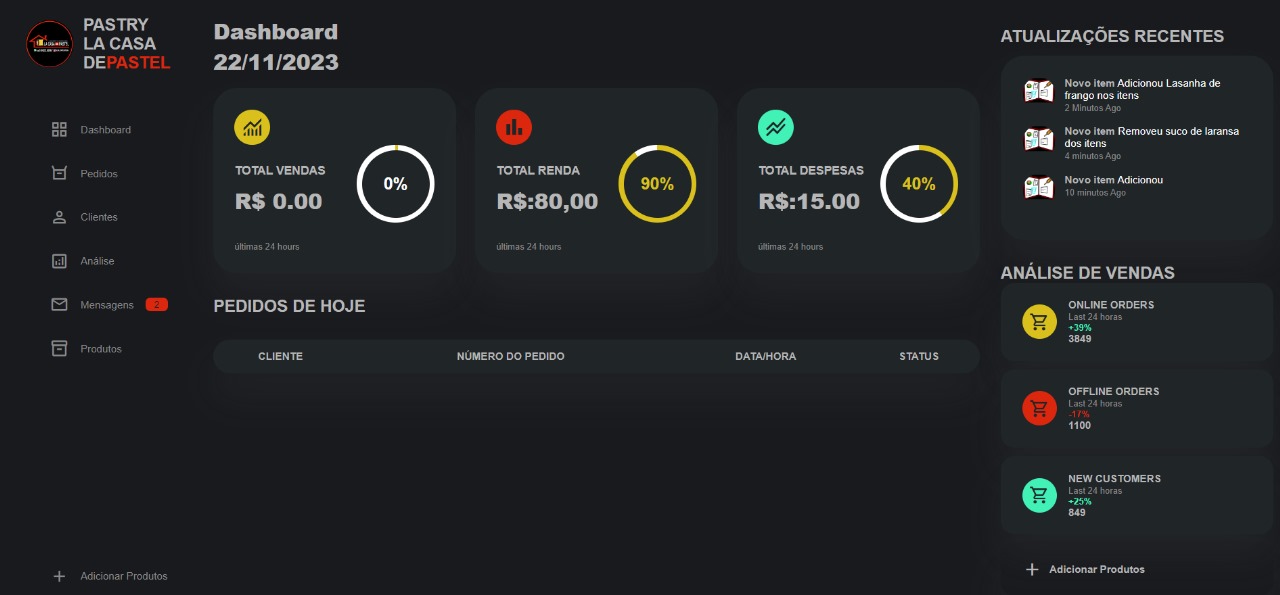 PASTRY
LA CASA
DEPASTEL
Dashboard
Pedidos
Clientes
Análise
Mensagens 2
Produtos
Adicionar Produtos
Dashboard
22/11/2023
TOTAL VENDAS
R$ 0.00
0%
últimas 24 hours
TOTAL RENDA
R$:80,00
90%
últimas 24 hours
TOTAL DESPESAS
R$:15.00
40%
últimas 24 hours
PEDIDOS DE HOJE
CLIENTE NÚMERO DO PEDIDO DATA/HORA STATUS
ATUALIZAÇÕES RECENTES
Novo item Adicionou Lasanha de
frango nos itens
2 Minutos Ago
Novo item Removeu suco de laransa
dos itens
4 minutos Ago
Novo item Adicionou
10 minutos Ago
ANÁLISE DE VENDAS
ONLINE ORDERS
Last 24 horas
+39%
3849
OFFLINE ORDERS
Last 24 horas
-17%
1100
NEW CUSTOMERS
Last 24 horas
+25%
849
Adicionar Produtos